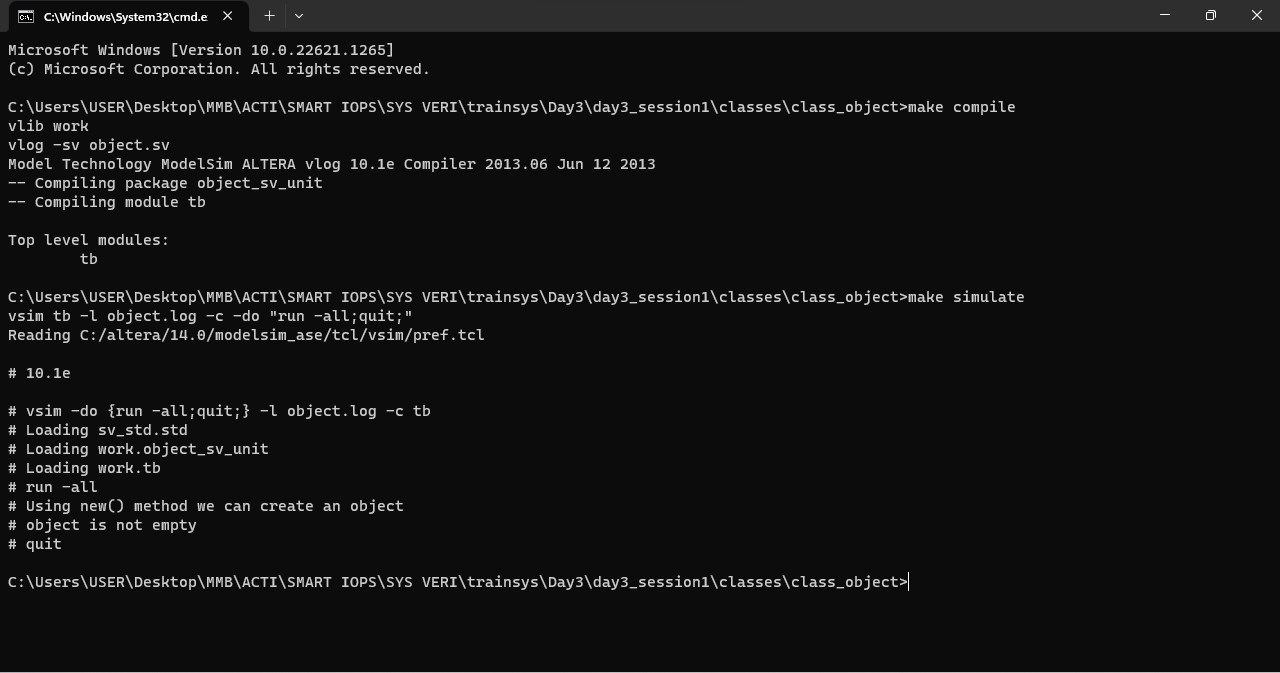 C:\Windows\System32\cmd.e
Microsoft Windows [Version 10.0.22621.1265]
(c) Microsoft Corporation. All rights reserved.
C:\Users\USER\Desktop\MMB\ACTI\SMART IOPS\SYS VERI\trainsys\Day3\day3_session1\classes\class_object>make compile
vlib work
vlog -sv object.sv
Model Technology ModelSim ALTERA vlog 10.1e Compiler 2013.06 Jun 12 2013
-- Compiling package object_sv_unit
-- Compiling module tb
Top level modules:
tb
C:\Users\USER\Desktop\MMB\ACTI\SMART IOPS\SYS VERI\trainsys\Day3\day3_session1\classes\class_object>make simulate
vsim tb -l object.log -c -do "run -all;quit;"
Reading C:/altera/14.0/modelsim_ase/tcl/vsim/pref.tcl
# 10.1e
# vsim -do {run -all;quit;} -l object.log -c tb
# Loading sv_std.std
# Loading work.object_sv_unit
# Loading work.tb
# run -all
# Using new() method we can create an object
# object is not empty
# quit
C:\Users\USER\Desktop\MMB\ACTI\SMART IOPS\SYS VERI\trainsys\Day3\day3_session1\classes\class_object>